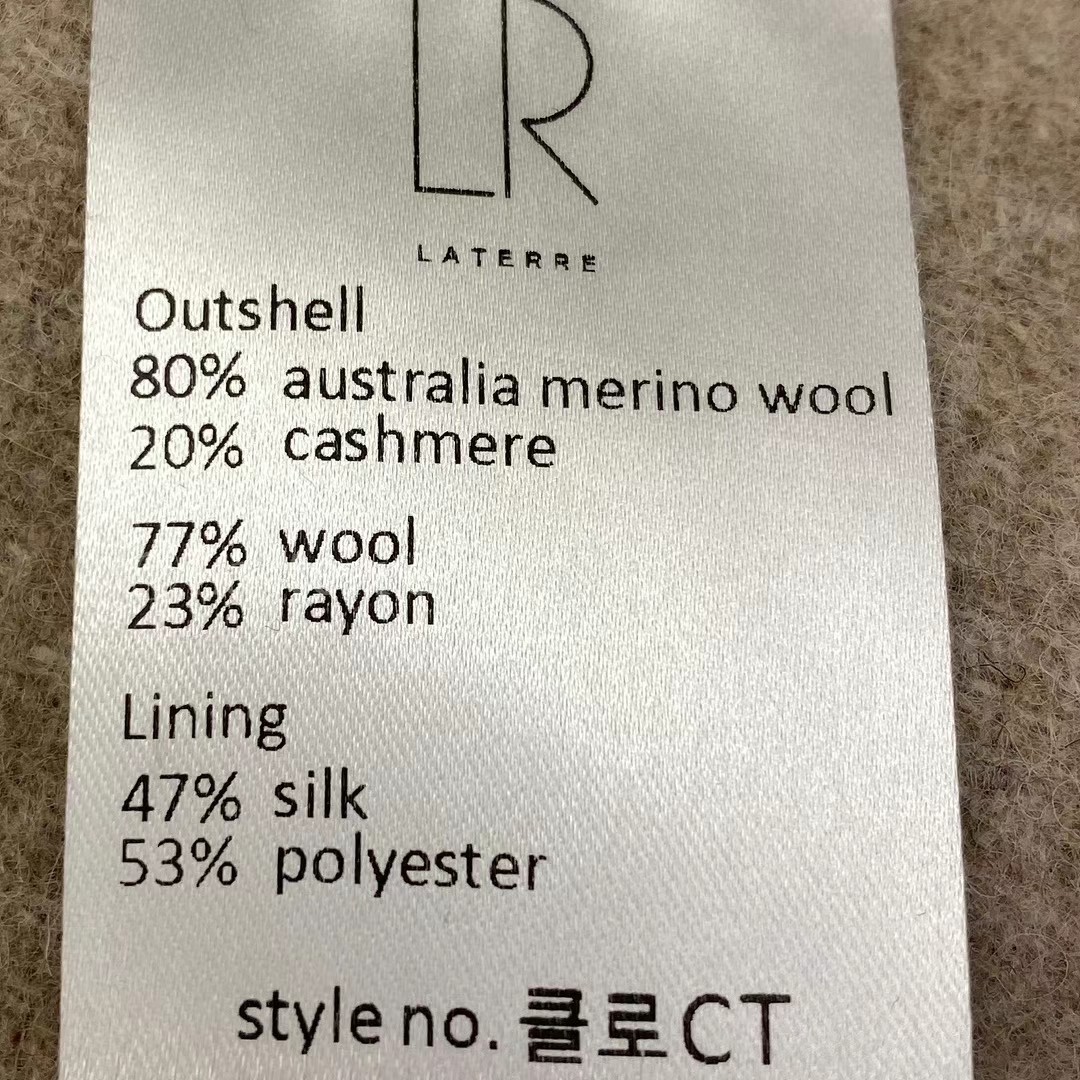 LR
LATERRE
Outshell
80% australia merino wool
20% cashmere
77% wool
23% rayon
Lining
47% silk
53% polyester
style no. 클로CT